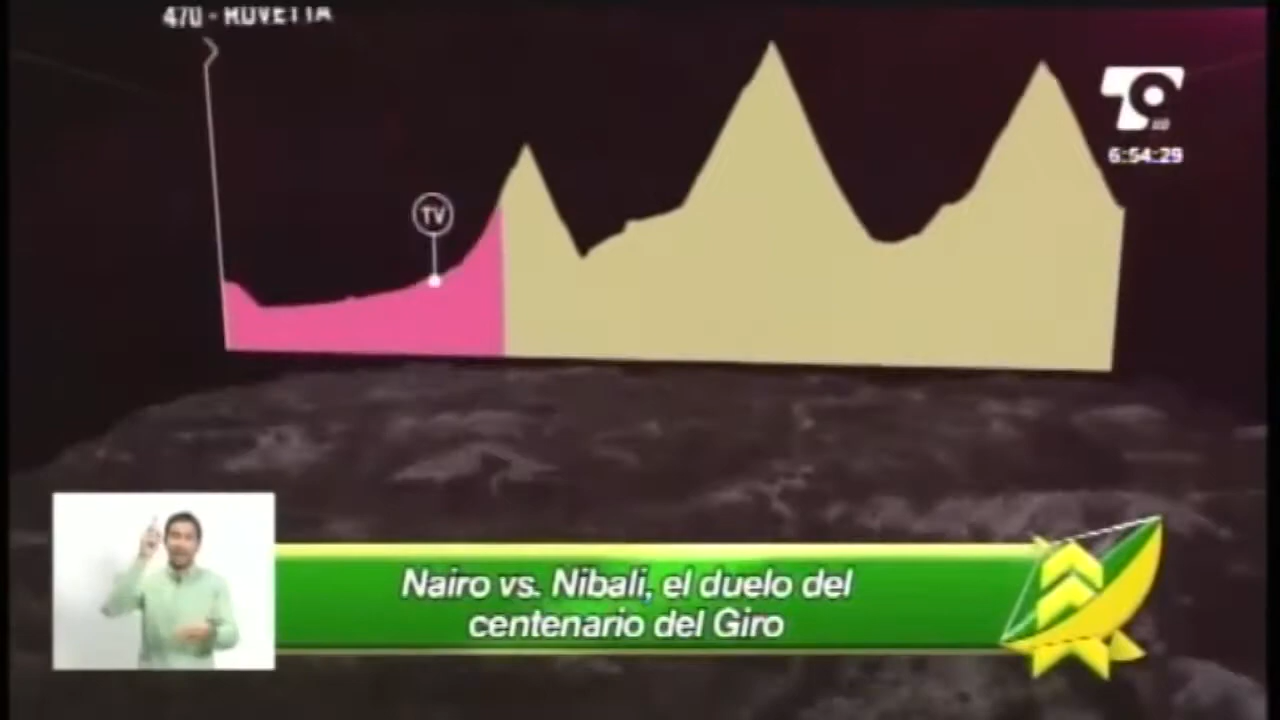 470 - ROVETTA
TV
6:54:29
Nairo vs. Nibali, el duelo del
centenario del Giro